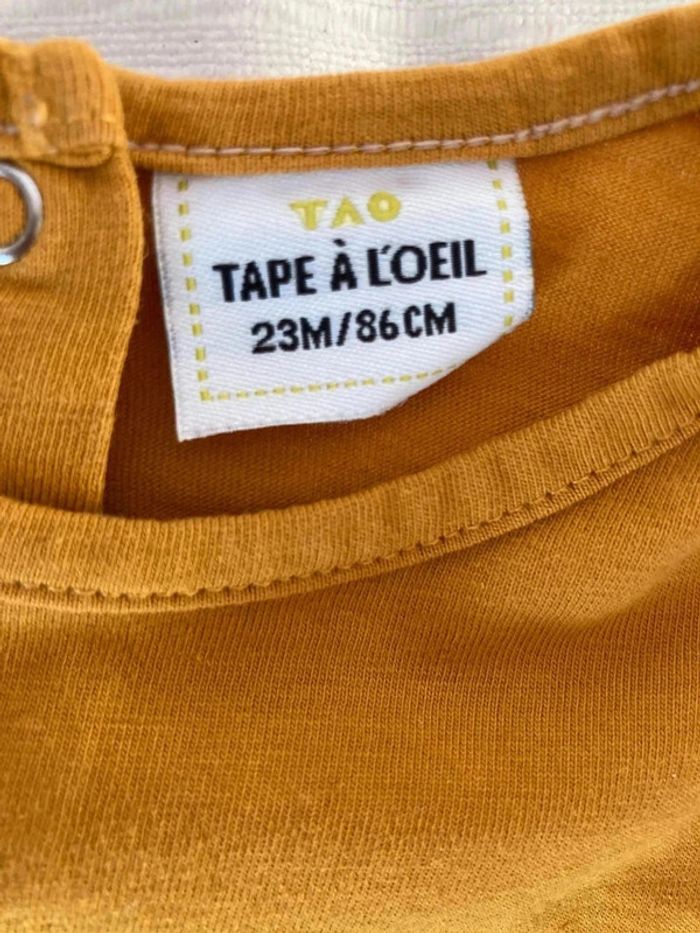 TAO
TAPE À L'OEIL
23M/86CM